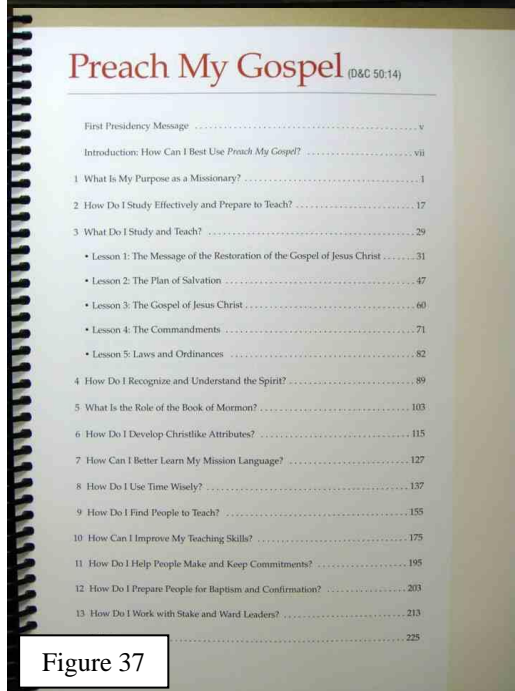 Preach My Gospel (D&C 50:14)
First Presidency Message ........ v
Introduction: How Can I Best Use Preach My Gospel? ........ vii
1 What Is My Purpose as a Missionary? ........ 1
2 How Do I Study Effectively and Prepare to Teach? ........ 17
3 What Do I Study and Teach? ........ 29
• Lesson 1: The Message of the Restoration of the Gospel of Jesus Christ ........ 31
• Lesson 2: The Plan of Salvation ........ 47
• Lesson 3: The Gospel of Jesus Christ ........ 60
• Lesson 4: The Commandments ........ 71
• Lesson 5: Laws and Ordinances ........ 82
4 How Do I Recognize and Understand the Spirit? ........ 89
5 What Is the Role of the Book of Mormon? ........ 103
6 How Do I Develop Christlike Attributes? ........ 115
7 How Can I Better Learn My Mission Language? ........ 127
8 How Do I Use Time Wisely? ........ 137
9 How Do I Find People to Teach? ........ 155
10 How Can I Improve My Teaching Skills? ........ 175
11 How Do I Help People Make and Keep Commitments? ........ 195
12 How Do I Prepare People for Baptism and Confirmation? ........ 203
13 How Do I Work with Stake and Ward Leaders? ........ 213
........ 225
Figure 37